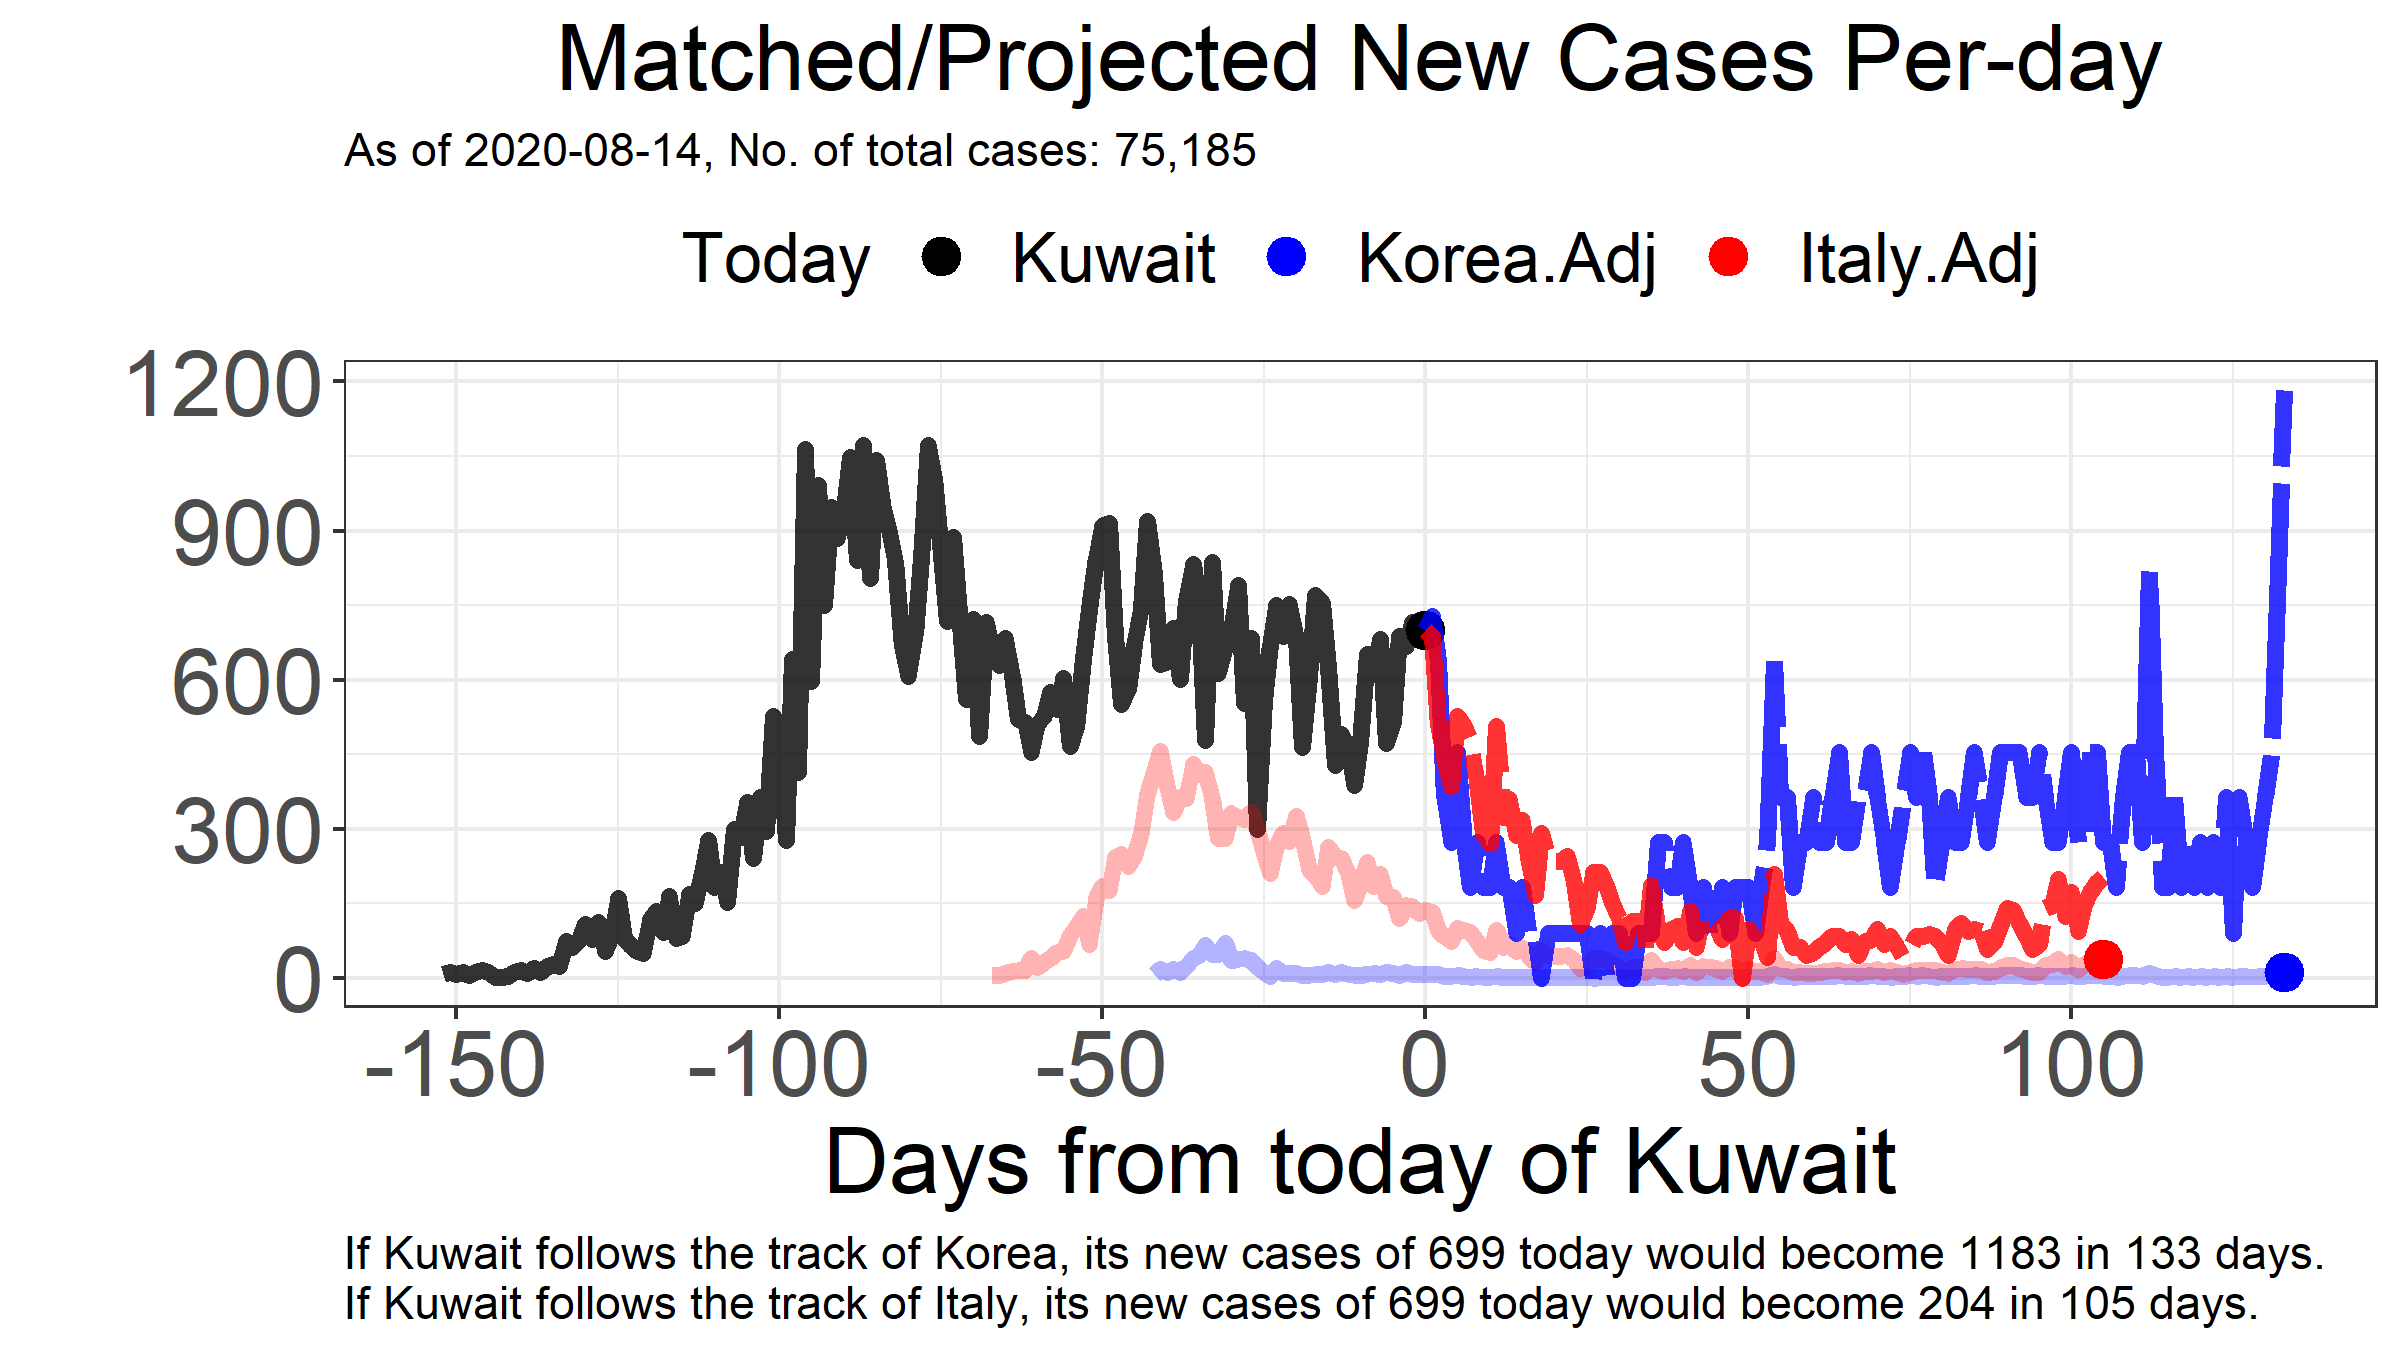 Matched/Projected New Cases Per-day
As of 2020-08-14, No. of total cases: 75,185
Today Kuwait Korea.Adj Italy.Adj
1200
900
600
300
0
-150 -100 -50 0 50 100
Days from today of Kuwait
If Kuwait follows the track of Korea, its new cases of 699 today would become 1183 in 133 days.
If Kuwait follows the track of Italy, its new cases of 699 today would become 204 in 105 days.